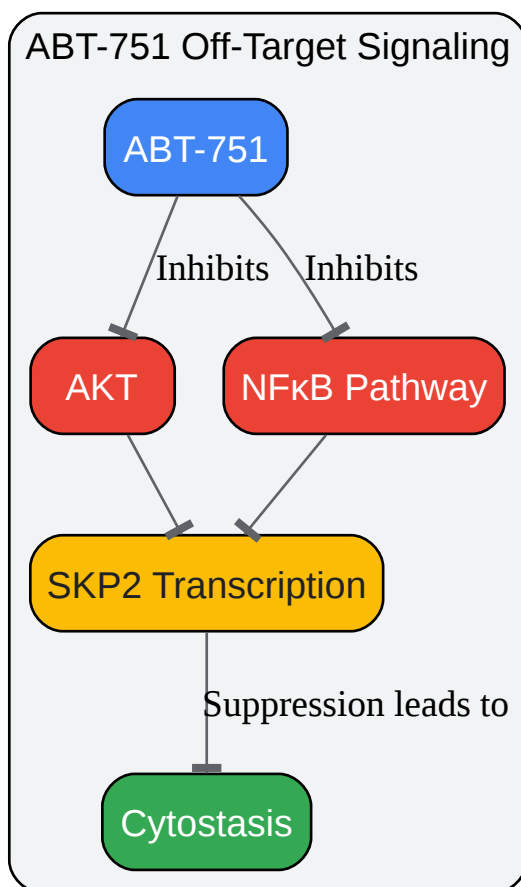 ABT-751 Off-Target Signaling
ABT-751
Inhibits
Inhibits
AKT
NFκB Pathway
SKP2 Transcription
Suppression leads to
Cytostasis